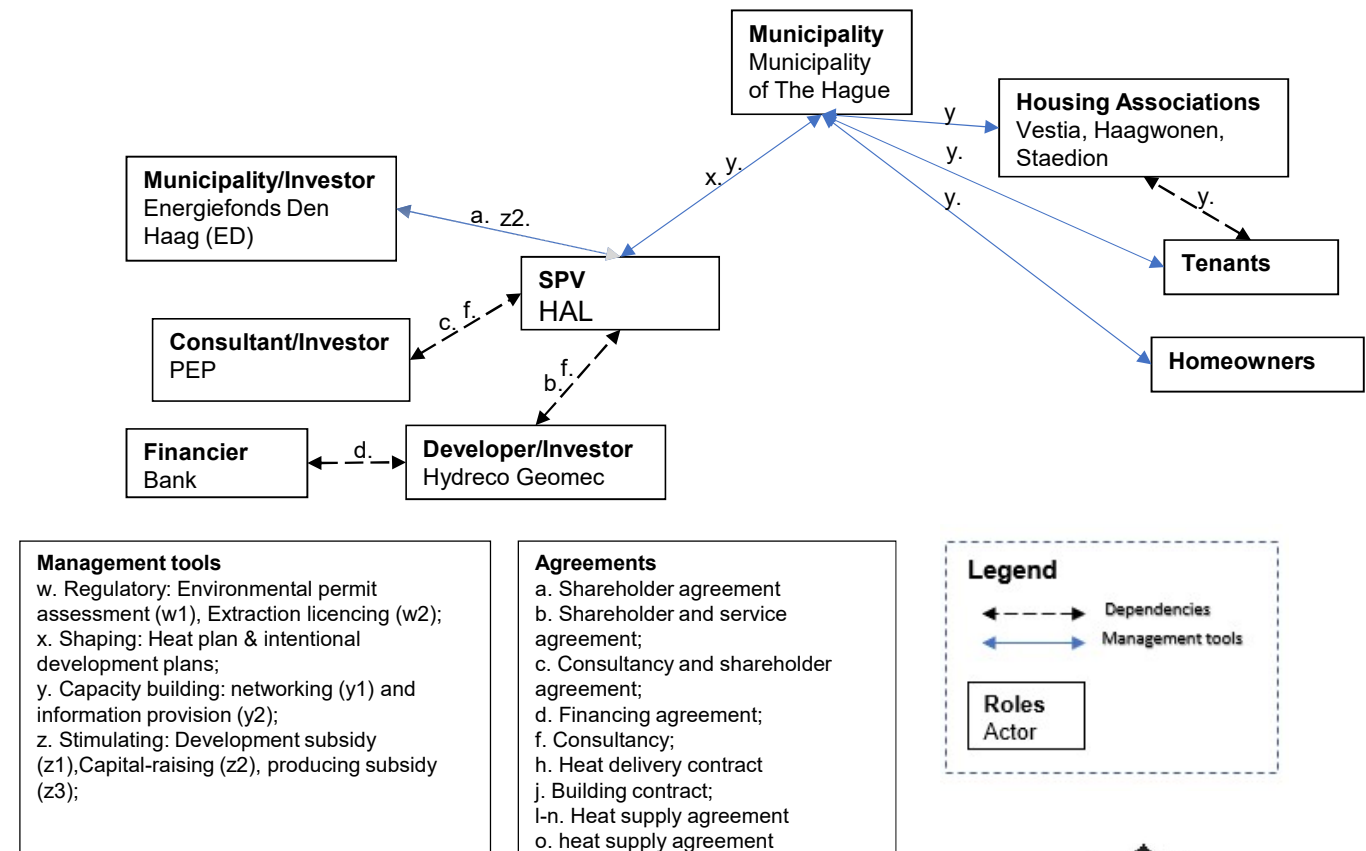 Municipality
Municipality
of The Hague
Housing Associations
Vestia, Haagwonen,
Staedion
y
y.
y.
y.
x.
y.
Municipality/Investor
Energiefonds Den
Haag (ED)
a. z2.
Tenants
SPV
HAL
Consultant/Investor
PEP
c. f.
Homeowners
b. f.
Financier
Bank
d.
Developer/Investor
Hydreco Geomec
Management tools
w. Regulatory: Environmental permit
assessment (w1), Extraction licencing (w2);
x. Shaping: Heat plan & intentional
development plans;
y. Capacity building: networking (y1) and
information provision (y2);
z. Stimulating: Development subsidy
(z1),Capital-raising (z2), producing subsidy
(z3);
Agreements
a. Shareholder agreement
b. Shareholder and service
agreement;
c. Consultancy and shareholder
agreement;
d. Financing agreement;
f. Consultancy;
h. Heat delivery contract
j. Building contract;
l-n. Heat supply agreement
o. heat supply agreement
Legend
Dependencies
Management tools
Roles
Actor